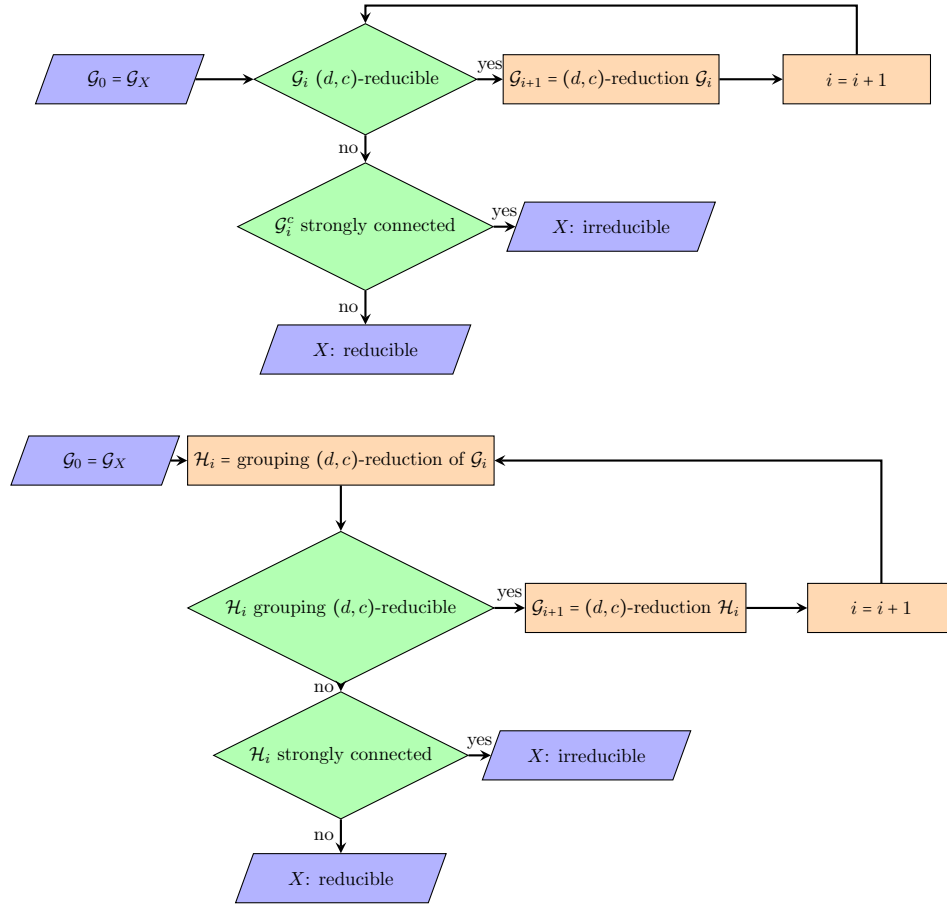 𝒢₀ = 𝒢_X
𝒢ᵢ (d, c)-reducible
yes
𝒢ᵢ₊₁ = (d, c)-reduction 𝒢ᵢ
i = i + 1
no
𝒢ᵢᶜ strongly connected
yes
X: irreducible
no
X: reducible
𝒢₀ = 𝒢_X
ℋᵢ = grouping (d, c)-reduction of 𝒢ᵢ
ℋᵢ grouping (d, c)-reducible
yes
𝒢ᵢ₊₁ = (d, c)-reduction ℋᵢ
i = i + 1
no
ℋᵢ strongly connected
yes
X: irreducible
no
X: reducible